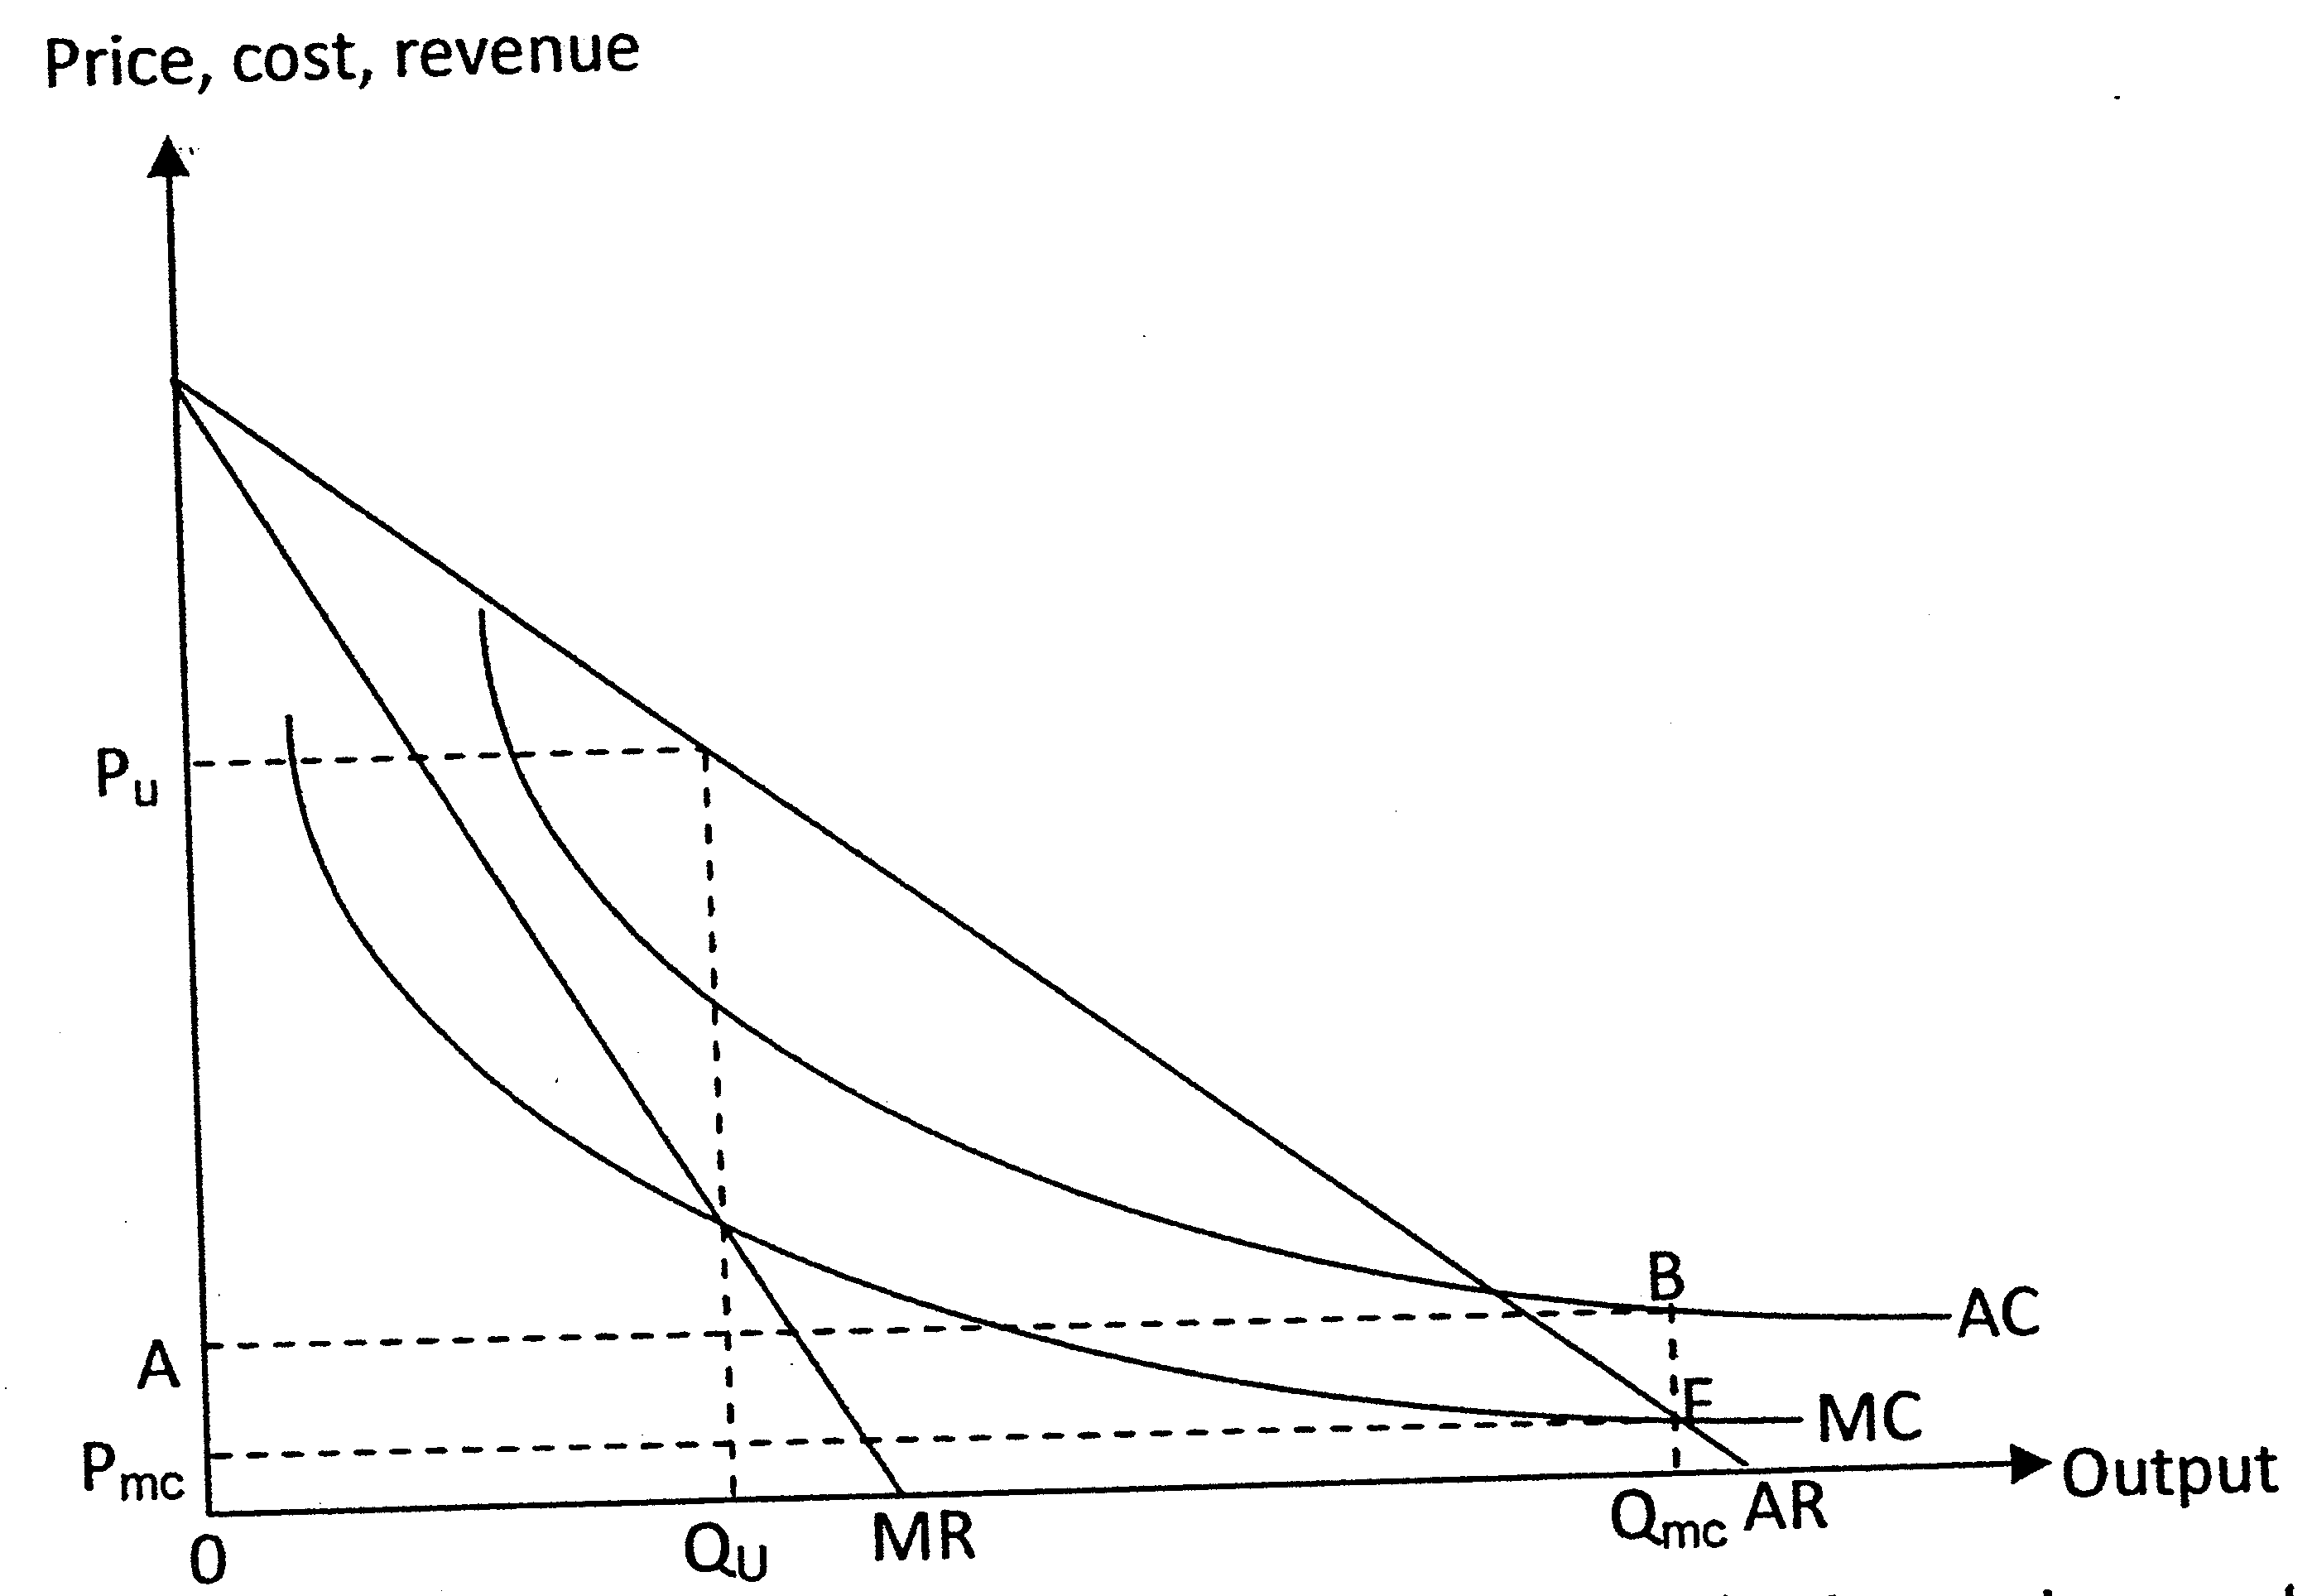 Price, cost, revenue
Pu
B
AC
A
F
MC
Pmc
Output
0
QU
MR
Qmc
AR